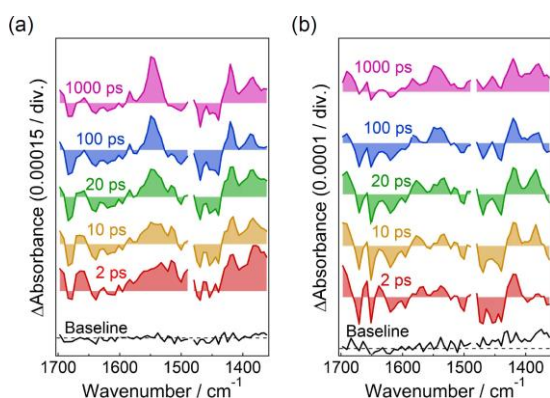 (a)
ΔAbsorbance (0.00015 / div.)
1000 ps
100 ps
20 ps
10 ps
2 ps
Baseline
1700 1600 1500 1400
Wavenumber / cm⁻¹
(b)
ΔAbsorbance (0.0001 / div.)
1000 ps
100 ps
20 ps
10 ps
2 ps
Baseline
1700 1600 1500 1400
Wavenumber / cm⁻¹